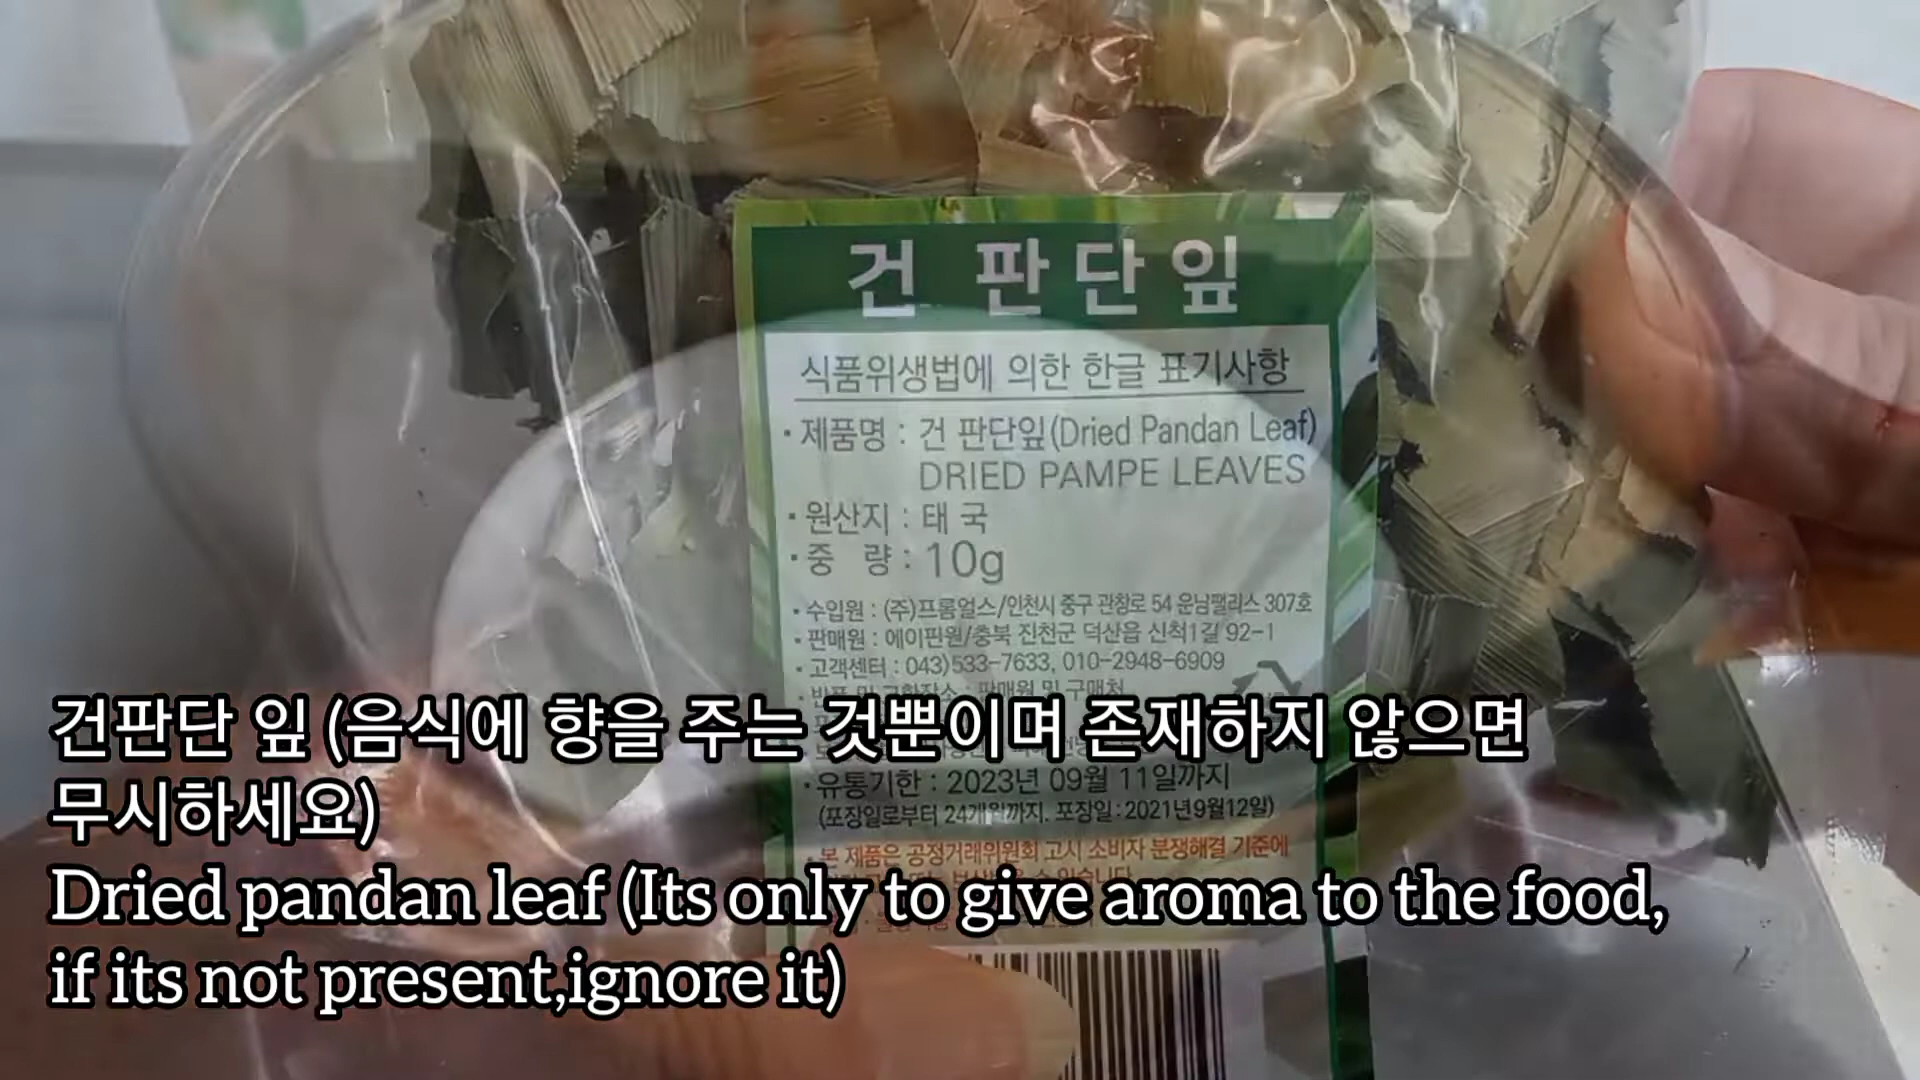 건 판단잎
식품위생법에 의한 한글 표기사항
· 제품명 : 건 판단잎(Dried Pandan Leaf)
DRIED PAMPE LEAVES
· 원산지 : 태 국
· 중 량 : 10g
· 수입원 : (주)프롬얼스/인천시 중구 관창로 54 운남팰리스 307호
· 판매원 : 에이핀원/충북 진천군 덕산읍 신척1길 92-1
· 고객센터 : 043)533-7633, 010-2948-6909
판매원 및 구매처
건판단 잎 (음식에 향을 주는 것뿐이며 존재하지 않으면
· 유통기한 : 2023년 09월 11일까지
무시하세요)
(포장일로부터 24개월까지. 포장일:2021년9월12일)
· 본 제품은 공정거래위원회 고시 소비자 분쟁해결 기준에
Dried pandan leaf (Its only to give aroma to the food,
if its not present,ignore it)